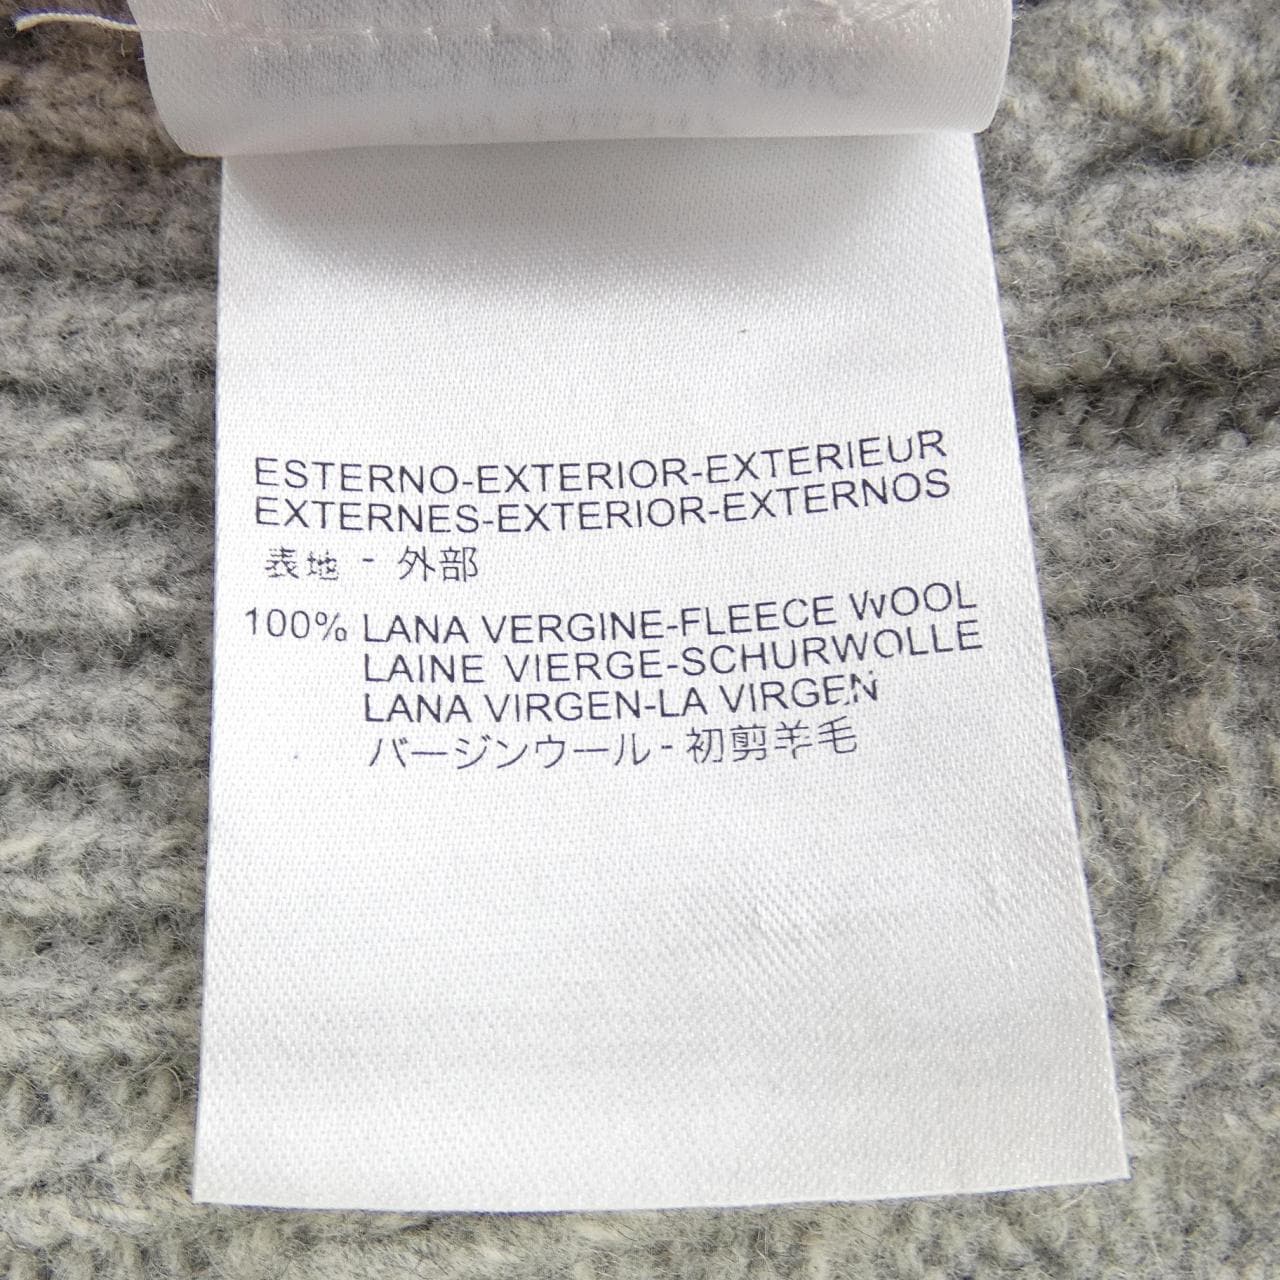 ESTERNO-EXTERIOR-EXTERIEUR
EXTERNES-EXTERIOR-EXTERNOS
表地 - 外部
100% LANA VERGINE-FLEECE WOOL
LAINE VIERGE-SCHURWOLLE
LANA VIRGEN-LA VIRGEN
バージンウール-初剪羊毛